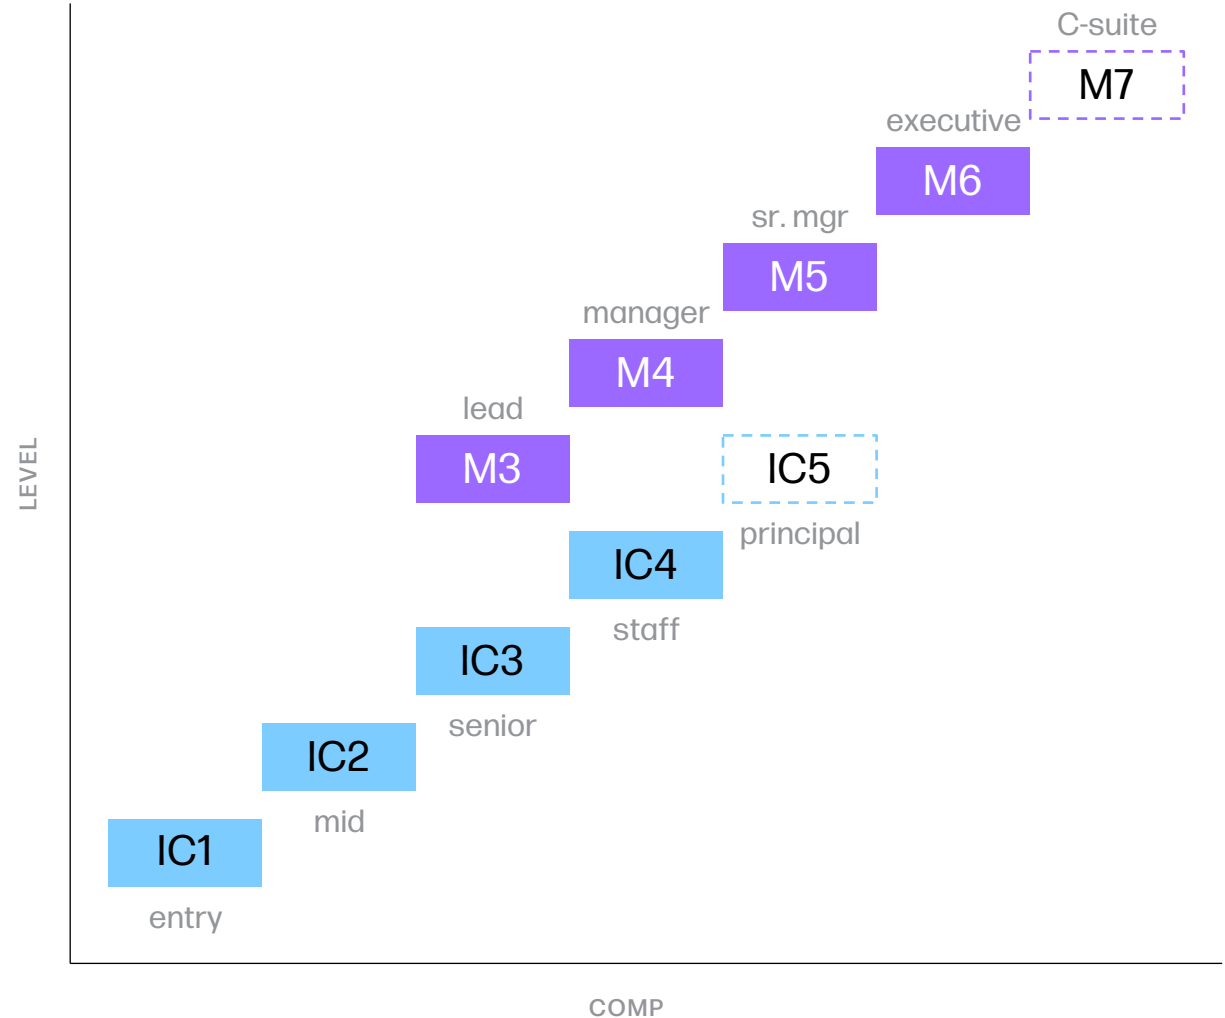 C-suite
M7
executive
M6
sr. mgr
M5
manager
M4
lead
M3
IC5
principal
IC4
staff
IC3
senior
IC2
mid
IC1
entry
LEVEL
COMP